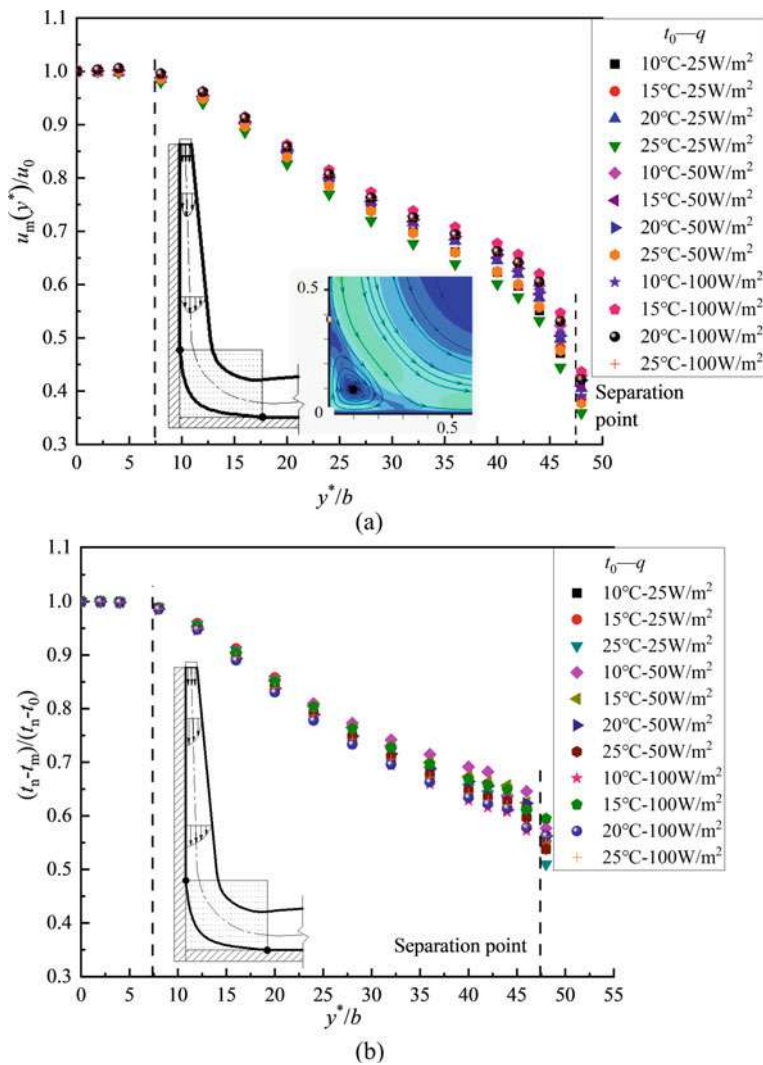 1.1
1.0
0.9
0.8
0.7
0.6
0.5
0.4
0.3
u_m(y*)/u_0
t_0—q
10°C-25W/m²
15°C-25W/m²
20°C-25W/m²
25°C-25W/m²
10°C-50W/m²
15°C-50W/m²
20°C-50W/m²
25°C-50W/m²
10°C-100W/m²
15°C-100W/m²
20°C-100W/m²
25°C-100W/m²
0.5
0
0.5
Separation
point
0 5 10 15 20 25 30 35 40 45 50
y*/b
(a)
1.1
1.0
0.9
0.8
0.7
0.6
0.5
0.4
0.3
(t_n-t_m)/(t_n-t_0)
t_0—q
10°C-25W/m²
15°C-25W/m²
25°C-25W/m²
10°C-50W/m²
15°C-50W/m²
20°C-50W/m²
25°C-50W/m²
10°C-100W/m²
15°C-100W/m²
20°C-100W/m²
25°C-100W/m²
Separation point
0 5 10 15 20 25 30 35 40 45 50 55
y*/b
(b)